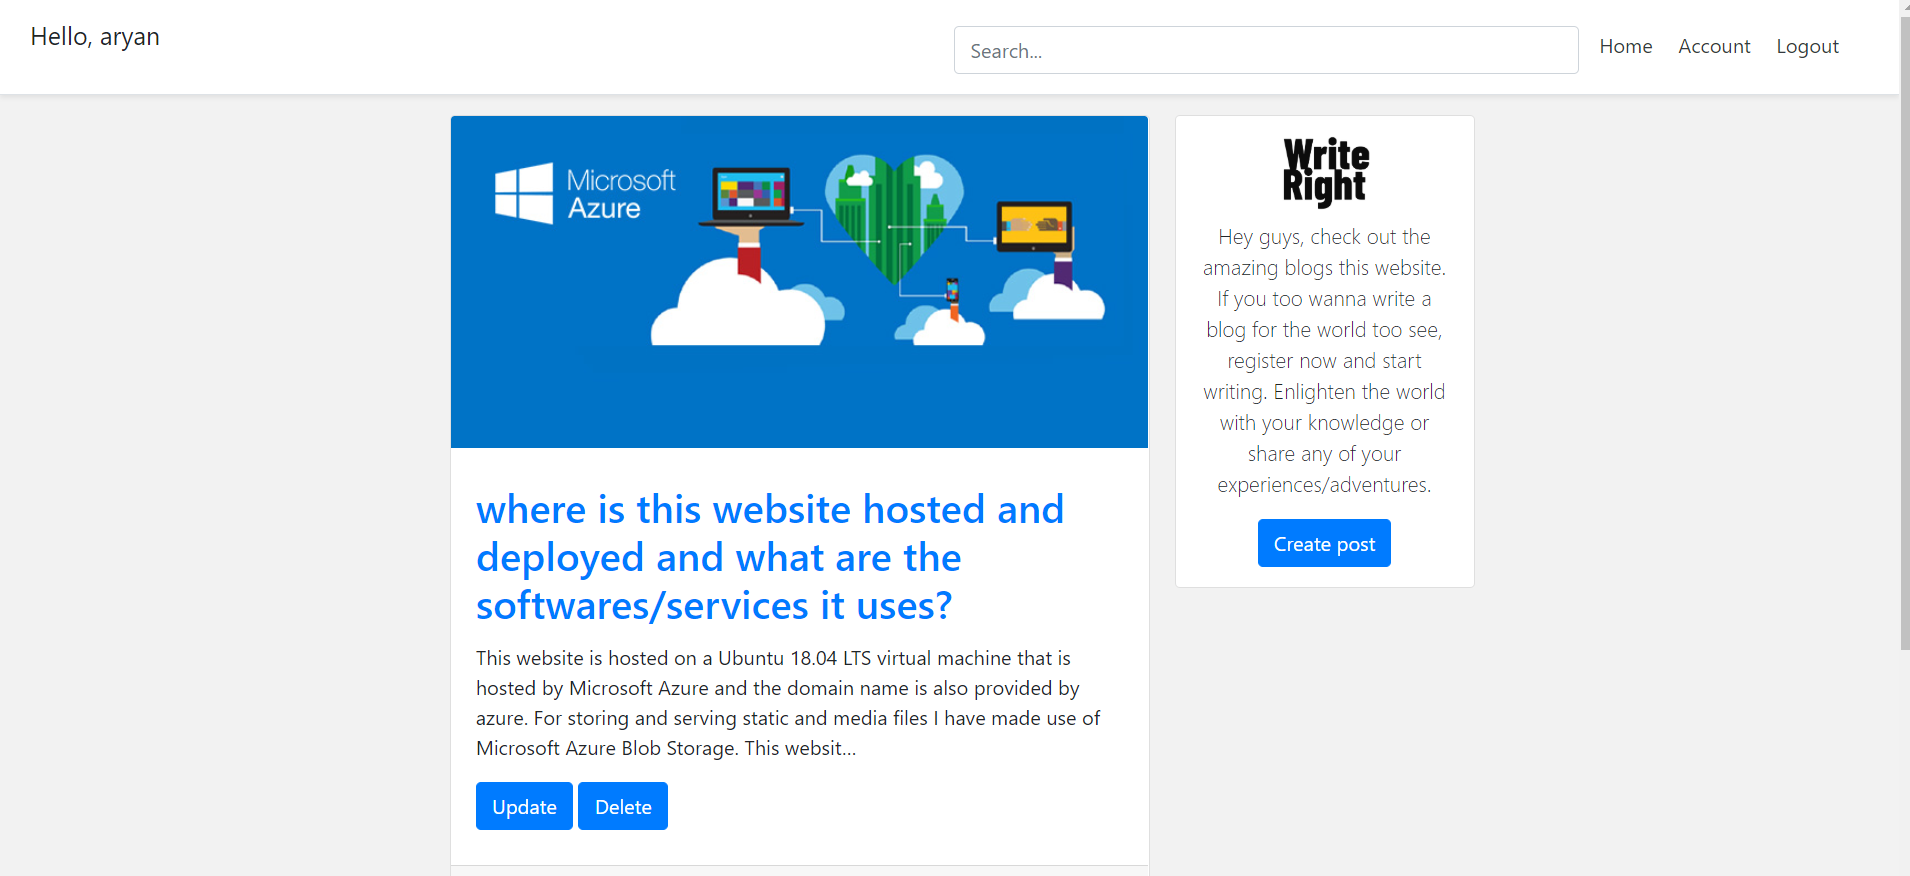 Hello, aryan
Search...
Home Account Logout
Microsoft
Azure
where is this website hosted and
deployed and what are the
softwares/services it uses?
This website is hosted on a Ubuntu 18.04 LTS virtual machine that is
hosted by Microsoft Azure and the domain name is also provided by
azure. For storing and serving static and media files I have made use of
Microsoft Azure Blob Storage. This websit...
Update Delete
Write
Right
Hey guys, check out the
amazing blogs this website.
If you too wanna write a
blog for the world too see,
register now and start
writing. Enlighten the world
with your knowledge or
share any of your
experiences/adventures.
Create post